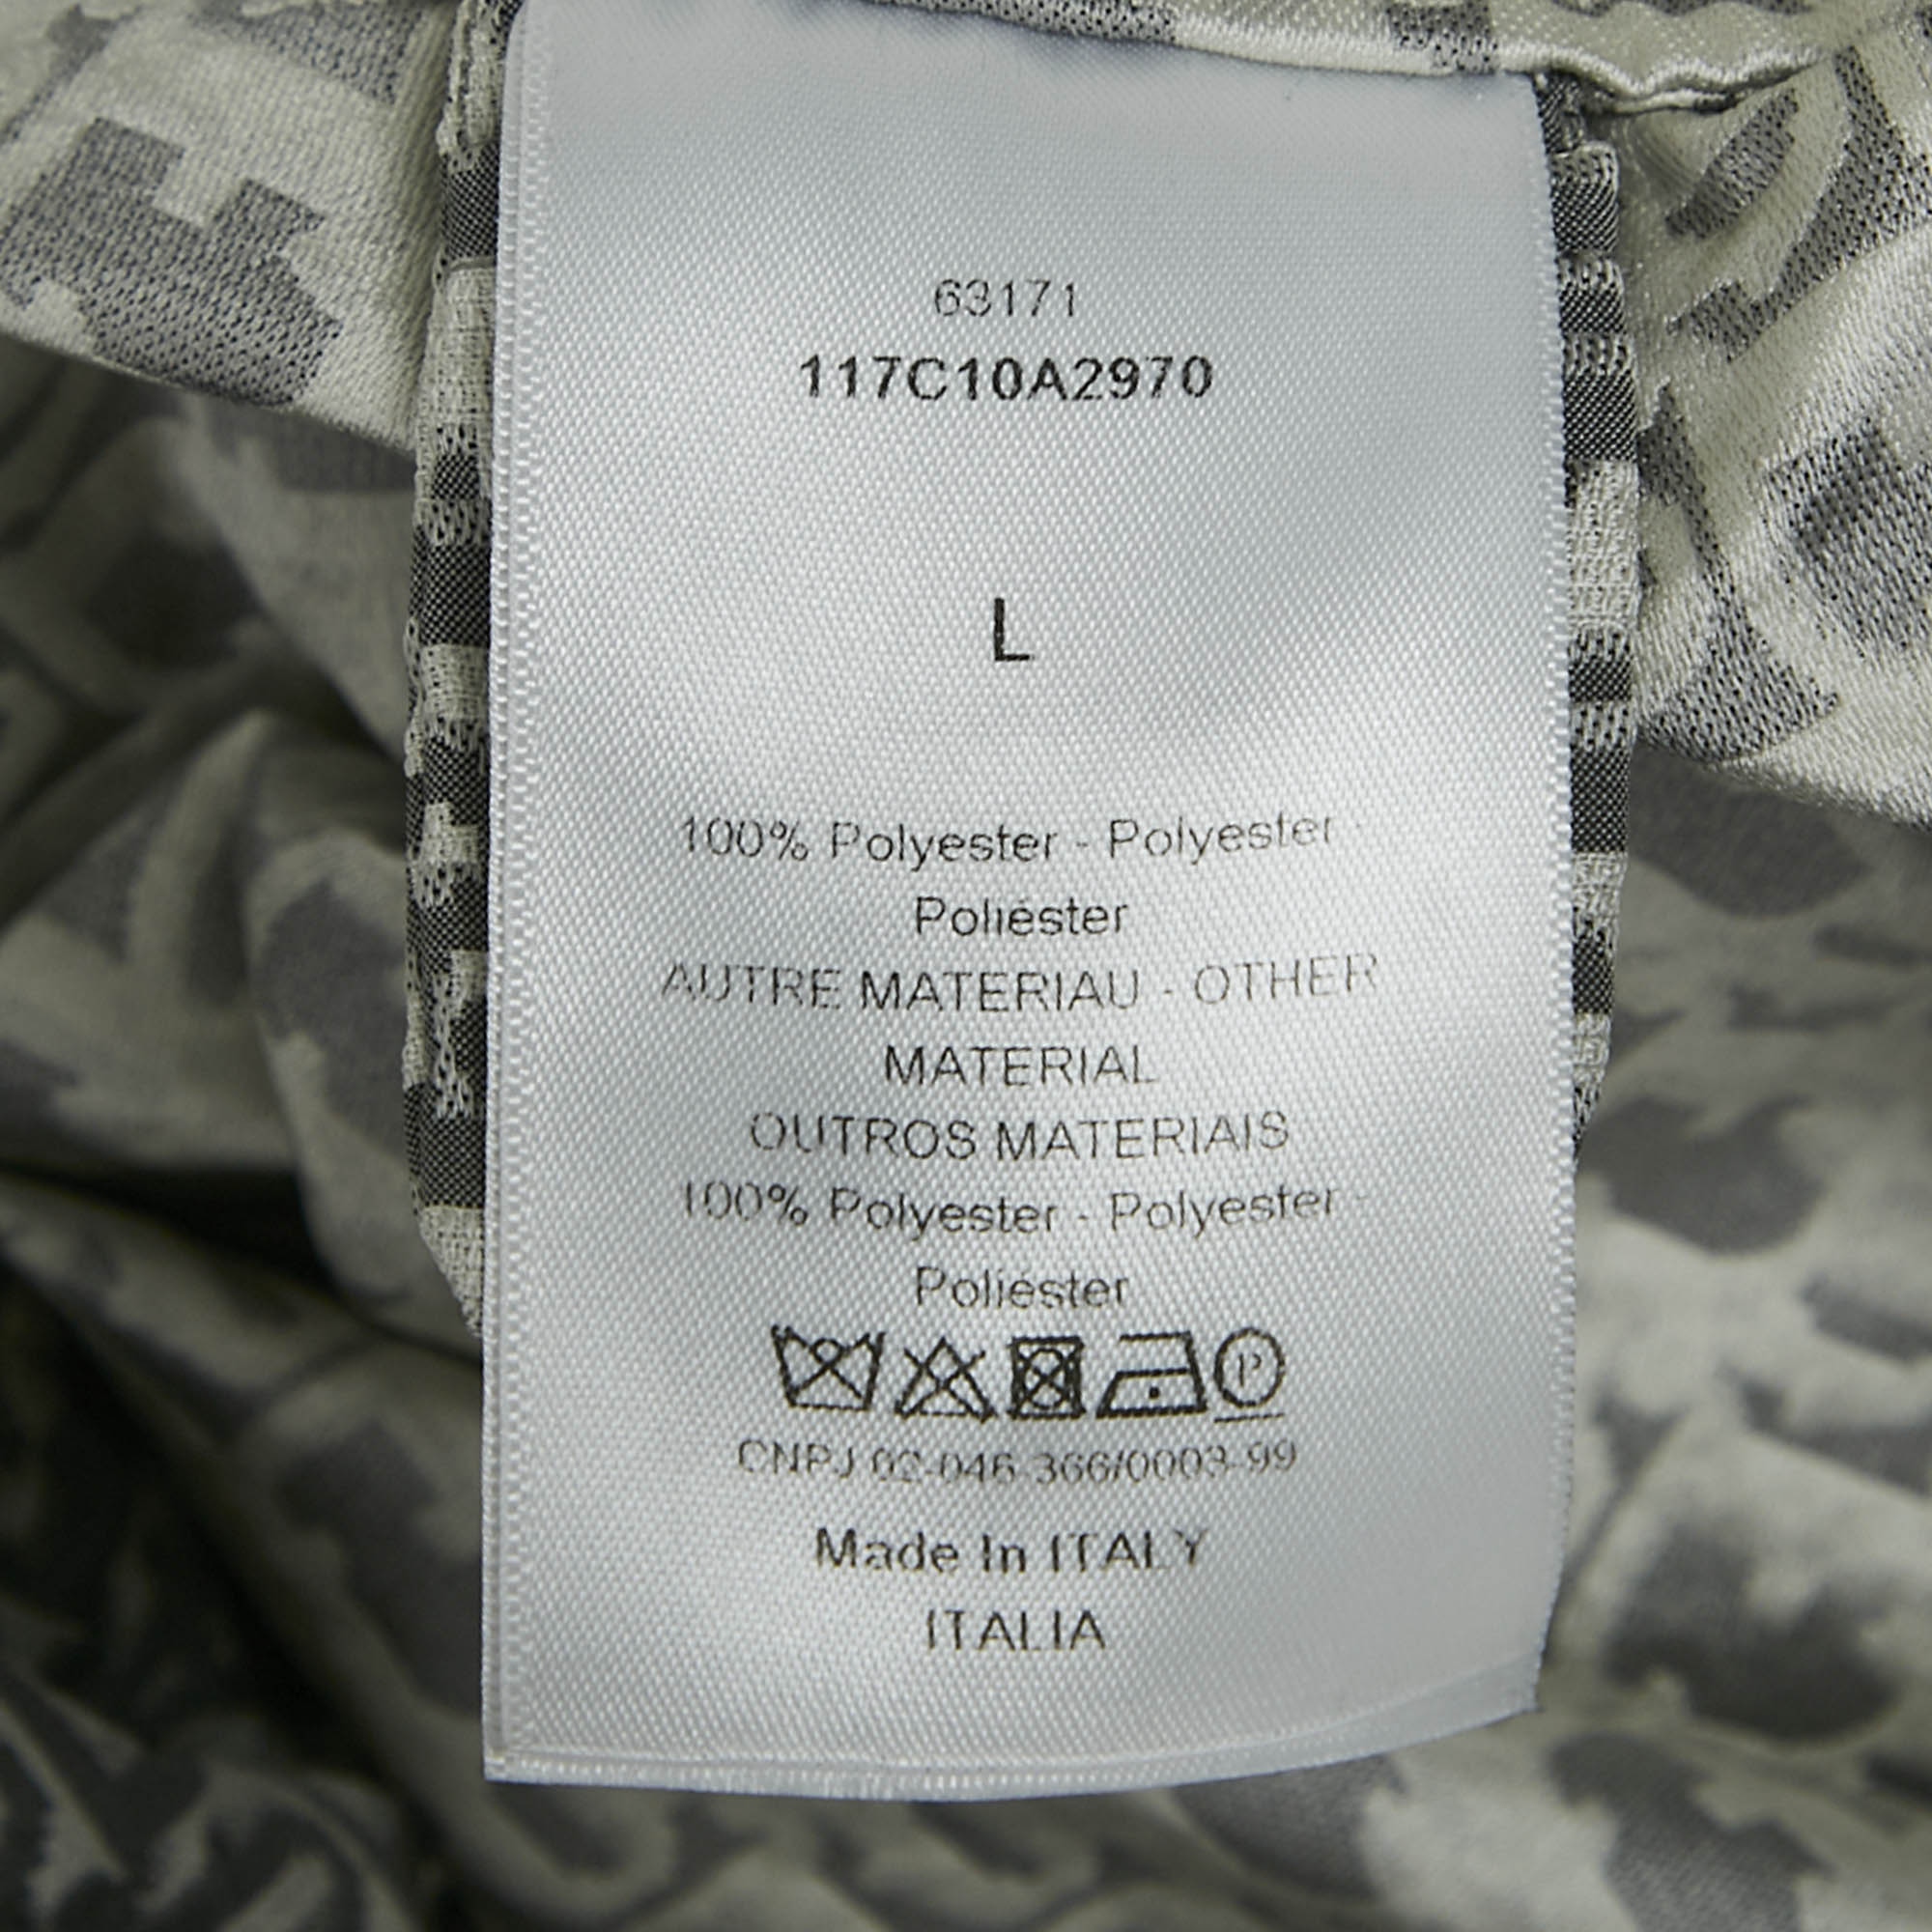 63171
117C10A2970
L
100% Polyester - Polyester -
Poliéster
AUTRE MATERIAU - OTHER
MATERIAL
OUTROS MATERIAIS
100% Polyester - Polyester -
Poliéster
P
CNPJ 02-046.366/0003-99
Made In ITALY
ITALIA